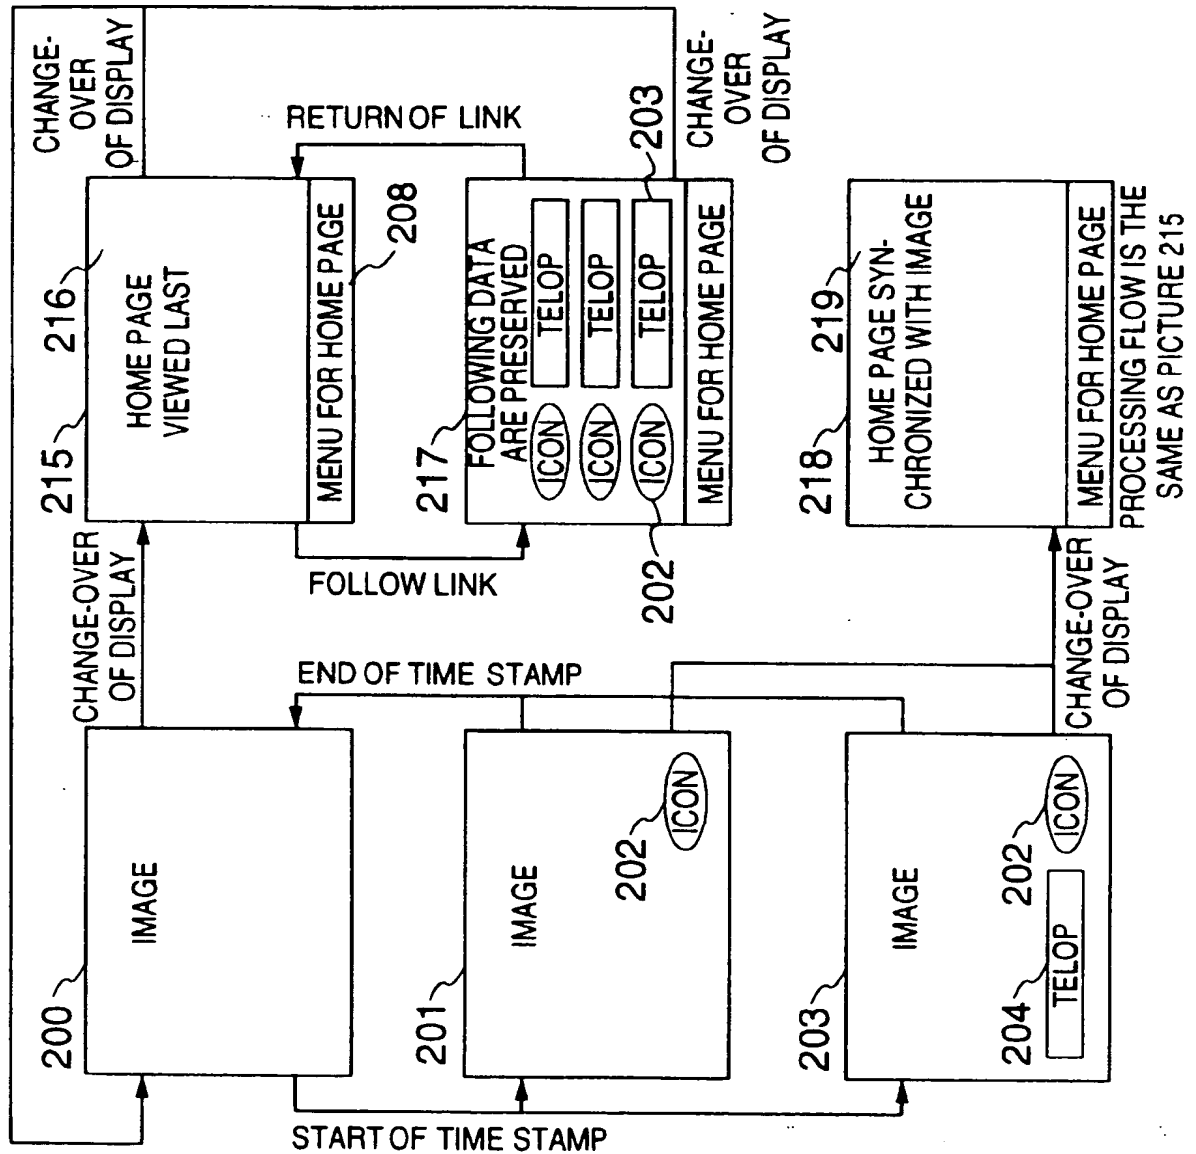 CHANGE-
OVER
OF DISPLAY
200
IMAGE
CHANGE-OVER
OF DISPLAY
215
216
HOME PAGE
VIEWED LAST
MENU FOR HOME PAGE
208
START OF TIME STAMP
END OF TIME STAMP
FOLLOW LINK
RETURN OF LINK
201
IMAGE
202
ICON
217
FOLLOWING DATA
ARE PRESERVED
ICON
TELOP
ICON
TELOP
ICON
TELOP
202
203
MENU FOR HOME PAGE
CHANGE-
OVER
OF DISPLAY
203
IMAGE
204
TELOP
202
ICON
CHANGE-OVER
OF DISPLAY
218
219
HOME PAGE SYN-
CHRONIZED WITH IMAGE
MENU FOR HOME PAGE
PROCESSING FLOW IS THE
SAME AS PICTURE 215